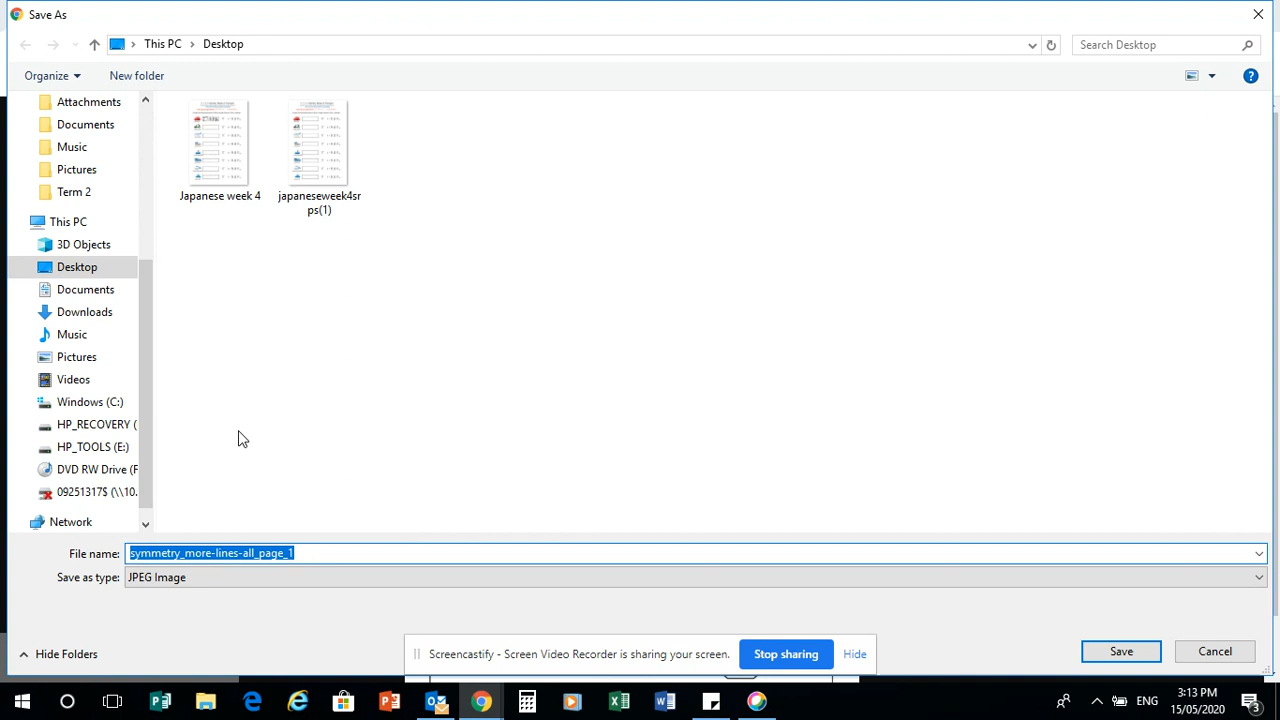 Save As
This PC
Desktop
Search Desktop
Organize
New folder
Attachments
Documents
Music
Pictures
Term 2
This PC
3D Objects
Desktop
Documents
Downloads
Music
Pictures
Videos
Windows (C:)
HP_RECOVERY (
HP_TOOLS (E:)
DVD RW Drive (F
09251317$ (\\10.
Network
Japanese week 4
japaneseweek4sr
ps(1)
File name:
symmetry_more-lines-all_page_1
Save as type:
JPEG Image
Hide Folders
Screencastify - Screen Video Recorder is sharing your screen.
Stop sharing
Hide
Save
Cancel
ENG
3:13 PM
15/05/2020
3